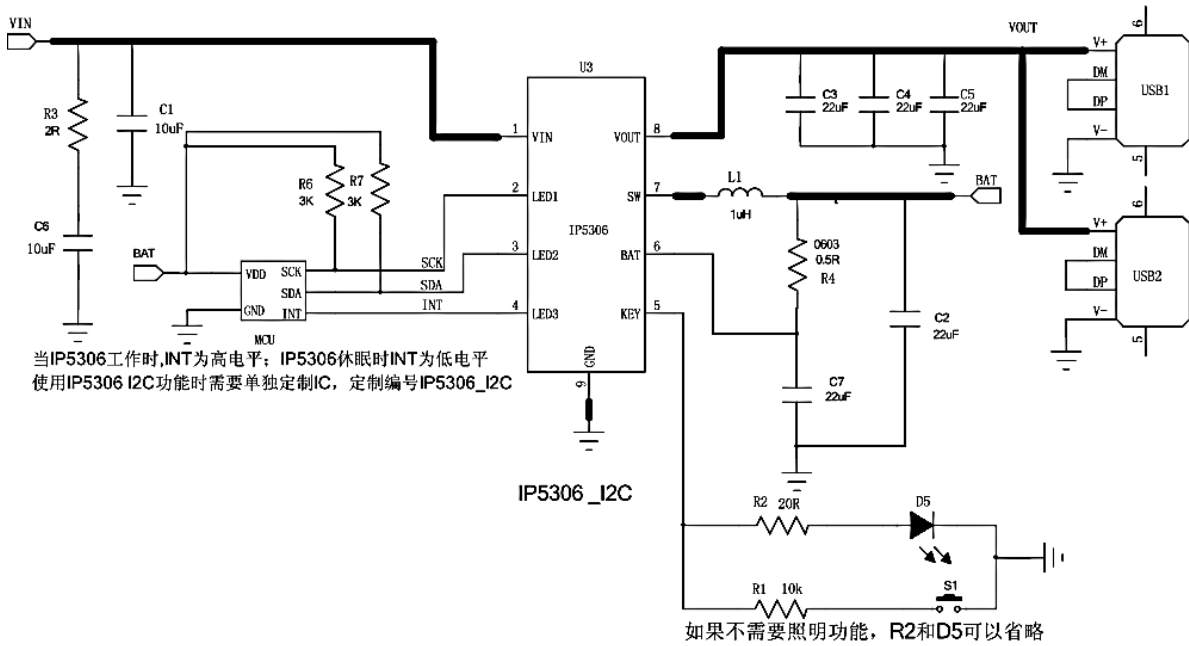 VIN
VOUT
6
U3
V+
DM
DP
V-
USB1
5
R3
2R
C1
10uF
C3
22uF
C4
22uF
C5
22uF
1
VIN
VOUT
8
R6
3K
R7
3K
2
LED1
SW
7
L1
1uH
BAT
6
C6
10uF
IP5306
V+
DM
DP
V-
USB2
5
BAT
VDD
GND
SCK
SDA
INT
MCU
SCK
SDA
INT
3
LED2
BAT
6
0603
0.5R
R4
4
LED3
KEY
5
C2
22uF
GND
9
C7
22uF
当IP5306工作时,INT为高电平；IP5306休眠时INT为低电平
使用IP5306 I2C功能时需要单独定制IC，定制编号IP5306_I2C
IP5306_I2C
R2
20R
D5
R1
10k
S1
如果不需要照明功能，R2和D5可以省略